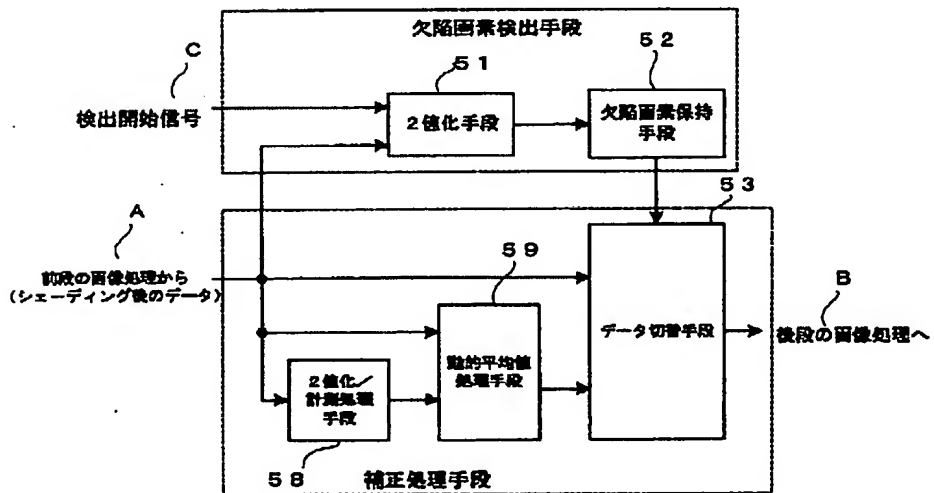 欠陥画素検出手段
C
検出開始信号
51
2値化手段
52
欠陥画素保持
手段
53
A
前段の画像処理から
(シェーディング後のデータ)
59
動的平均値
処理手段
データ切替手段
B
後段の画像処理へ
2値化/
計測処理
手段
58
補正処理手段